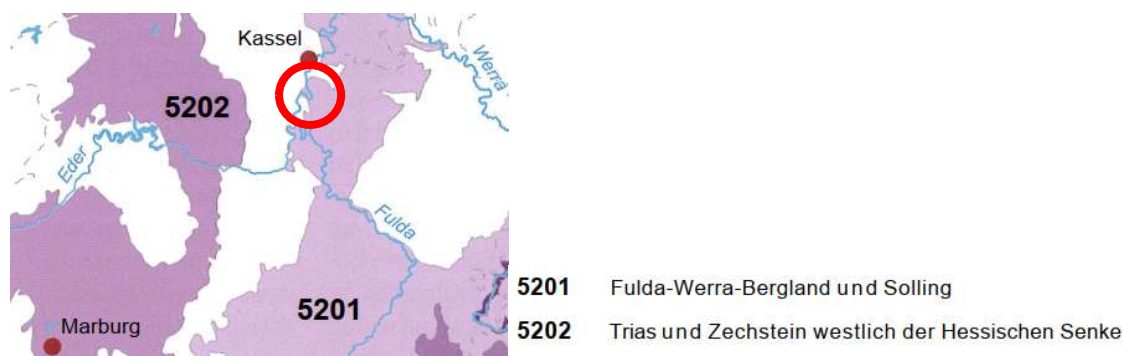 Kassel
Werra
5202
Eder
Fulda
5201
Marburg
5201 Fulda-Werra-Bergland und Solling
5202 Trias und Zechstein westlich der Hessischen Senke